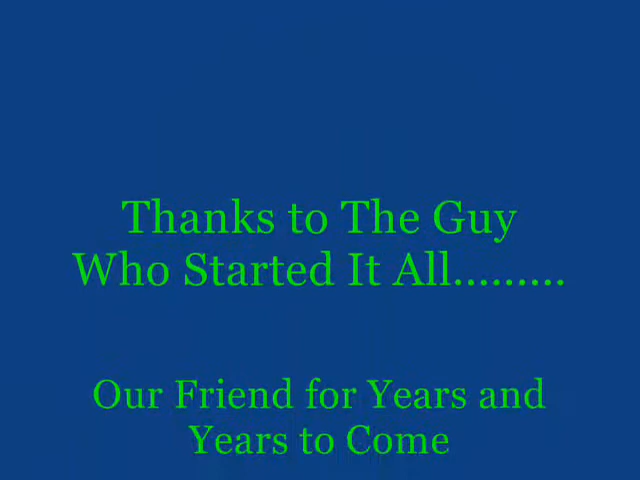 Thanks to The Guy
Who Started It All.........
Our Friend for Years and
Years to Come